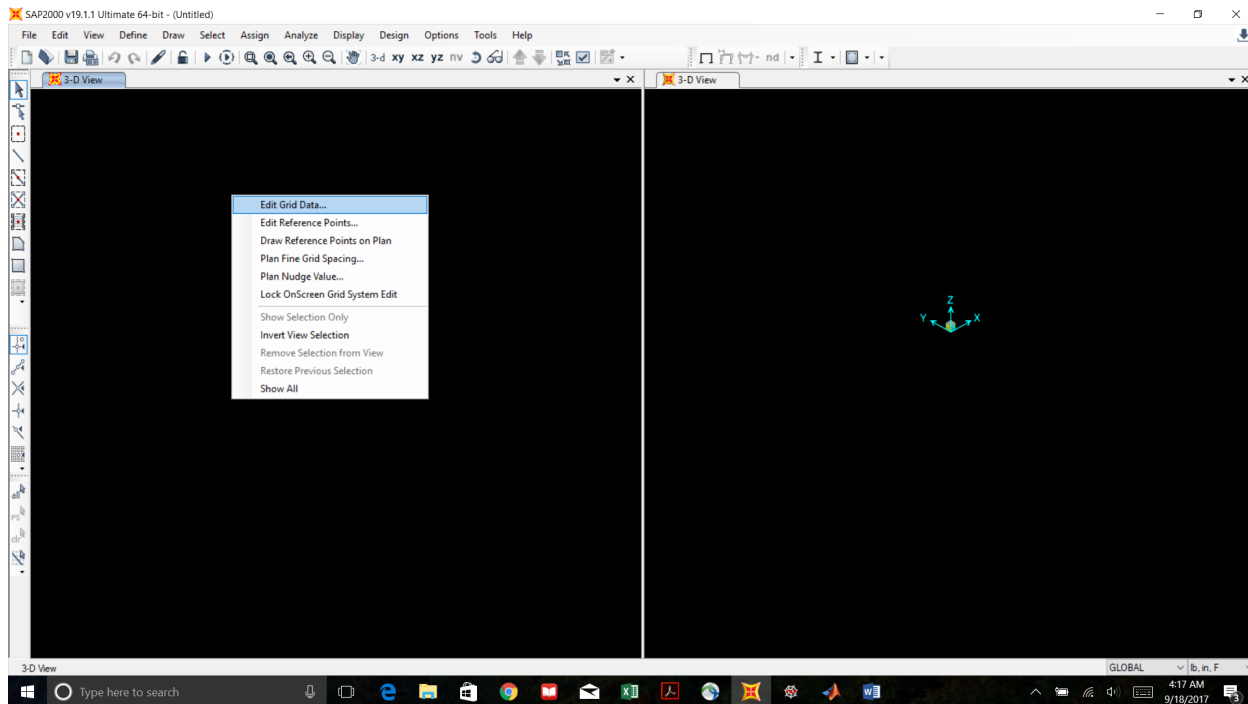 SAP2000 v19.1.1 Ultimate 64-bit - (Untitled)
File Edit View Define Draw Select Assign Analyze Display Design Options Tools Help
3-d xy xz yz nv
nd
3-D View
3-D View
Edit Grid Data...
Edit Reference Points...
Draw Reference Points on Plan
Plan Fine Grid Spacing...
Plan Nudge Value...
Lock OnScreen Grid System Edit
Show Selection Only
Invert View Selection
Remove Selection from View
Restore Previous Selection
Show All
Z
Y X
all
PS
clr
3-D View
GLOBAL
lb, in, F
Type here to search
4:17 AM
9/18/2017
3